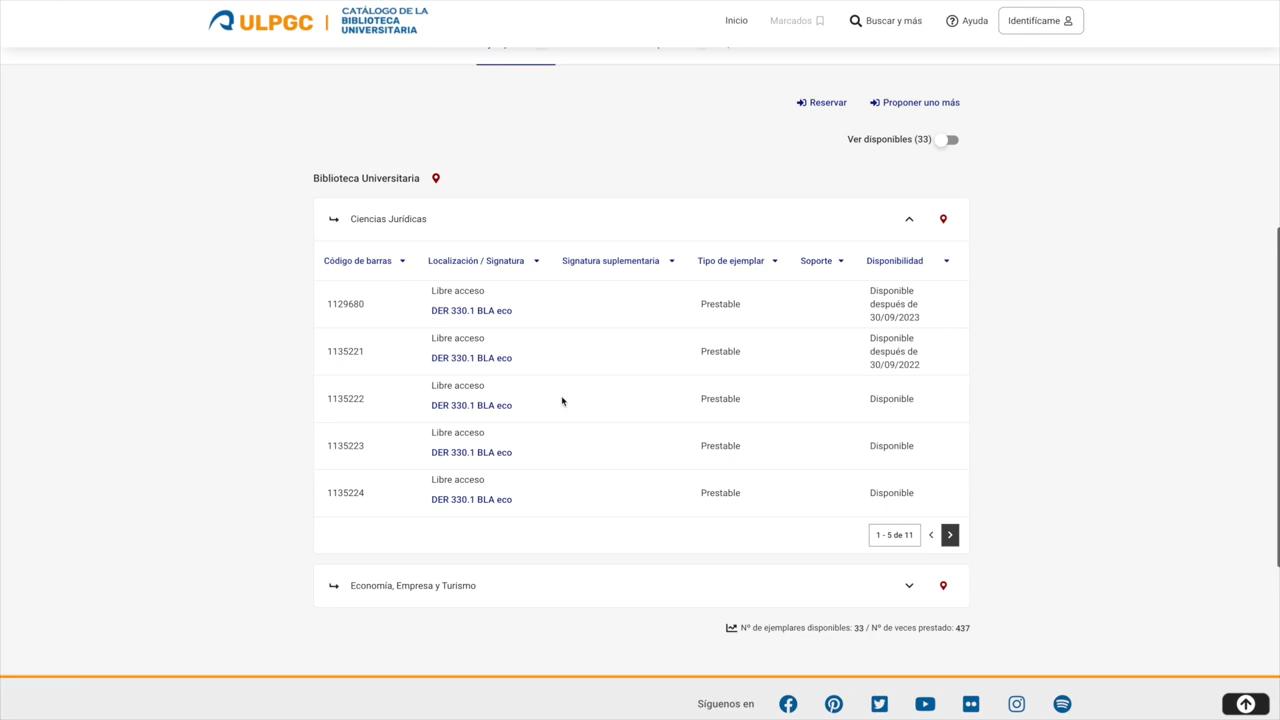 ULPGC
CATÁLOGO DE LA
BIBLIOTECA
UNIVERSITARIA
Inicio
Marcados
Buscar y más
Ayuda
Identifícame
Reservar
Proponer uno más
Ver disponibles (33)
Biblioteca Universitaria
Ciencias Jurídicas
Código de barras
Localización / Signatura
Signatura suplementaria
Tipo de ejemplar
Soporte
Disponibilidad
1129680
Libre acceso
DER 330.1 BLA eco
Prestable
Disponible
después de
30/09/2023
1135221
Libre acceso
DER 330.1 BLA eco
Prestable
Disponible
después de
30/09/2022
1135222
Libre acceso
DER 330.1 BLA eco
Prestable
Disponible
1135223
Libre acceso
DER 330.1 BLA eco
Prestable
Disponible
1135224
Libre acceso
DER 330.1 BLA eco
Prestable
Disponible
1 - 5 de 11
Economía, Empresa y Turismo
Nº de ejemplares disponibles: 33 / Nº de veces prestado: 437
Síguenos en